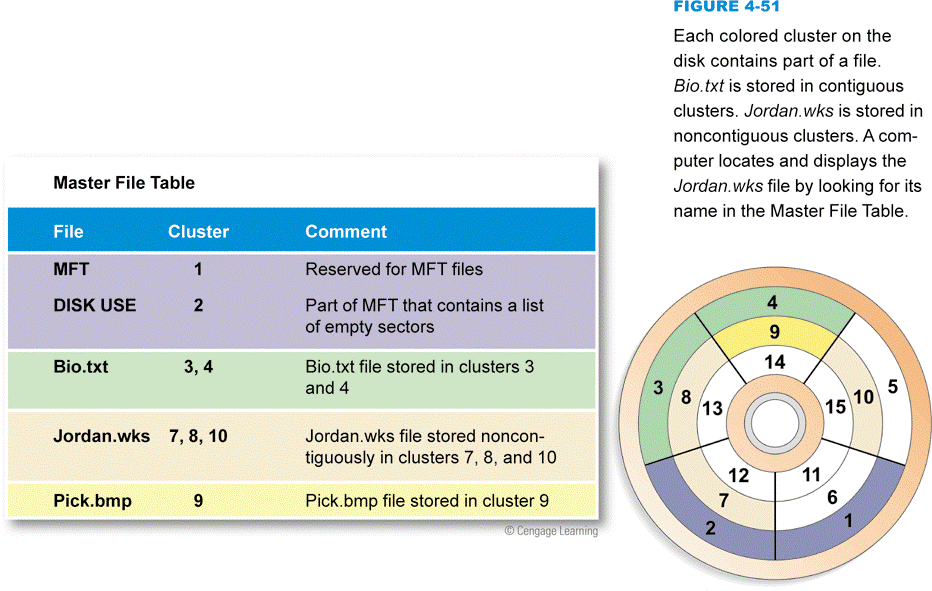 FIGURE 4-51
Each colored cluster on the
disk contains part of a file.
Bio.txt is stored in contiguous
clusters. Jordan.wks is stored in
noncontiguous clusters. A com-
puter locates and displays the
Jordan.wks file by looking for its
name in the Master File Table.
Master File Table
File Cluster Comment
MFT 1 Reserved for MFT files
DISK USE 2 Part of MFT that contains a list
of empty sectors
Bio.txt 3, 4 Bio.txt file stored in clusters 3
and 4
Jordan.wks 7, 8, 10 Jordan.wks file stored noncon-
tiguously in clusters 7, 8, and 10
Pick.bmp 9 Pick.bmp file stored in cluster 9
© Cengage Learning
4
9
14
3 8 13 15 10 5
12 11
7 6
2 1